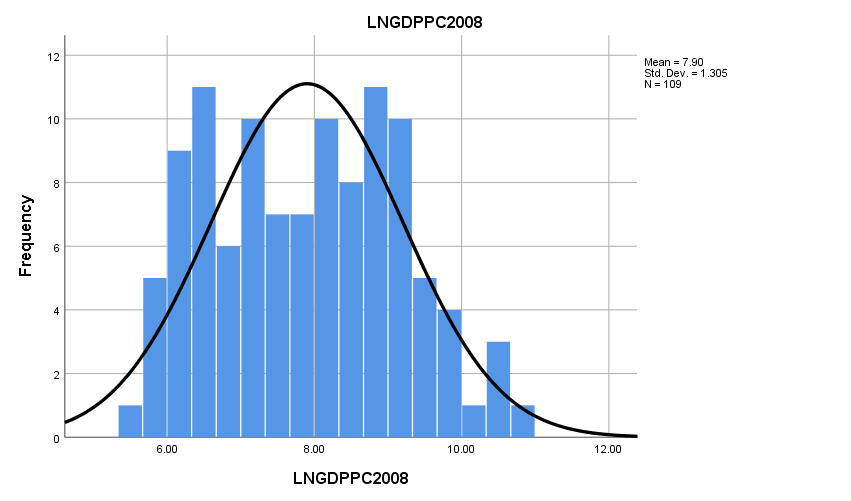 LNGDPPC2008
Mean = 7.90
Std. Dev. = 1.305
N = 109
Frequency
12
10
8
6
4
2
0
6.00 8.00 10.00 12.00
LNGDPPC2008